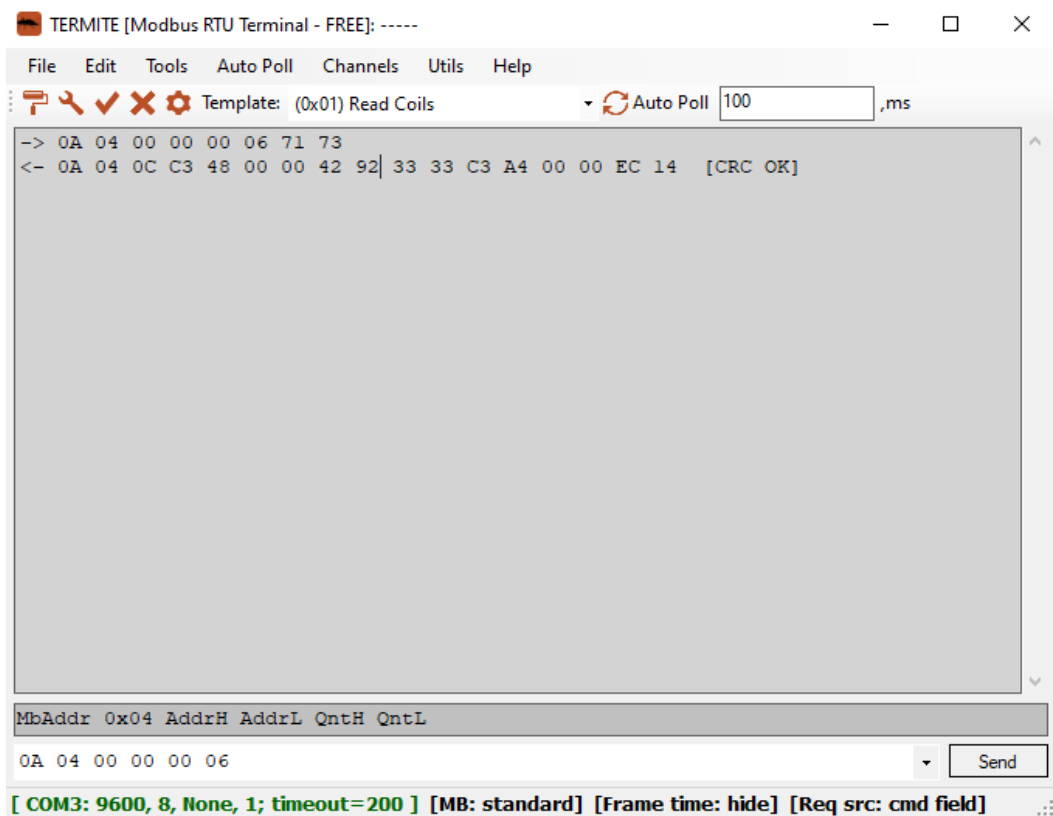 TERMITE [Modbus RTU Terminal - FREE]: -----
File Edit Tools Auto Poll Channels Utils Help
Template: (0x01) Read Coils Auto Poll 100 ,ms
-> 0A 04 00 00 00 06 71 73
<- 0A 04 0C C3 48 00 00 42 92 33 33 C3 A4 00 00 EC 14 [CRC OK]
MbAddr 0x04 AddrH AddrL QntH QntL
0A 04 00 00 00 06 Send
[ COM3: 9600, 8, None, 1; timeout=200 ] [MB: standard] [Frame time: hide] [Req src: cmd field]